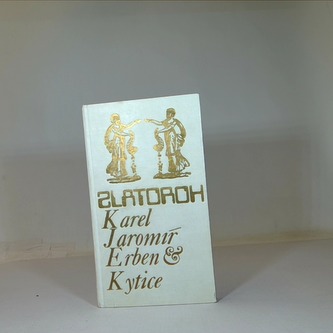 ZLATOROH
Karel
Jaromír
Erben &
Kytice